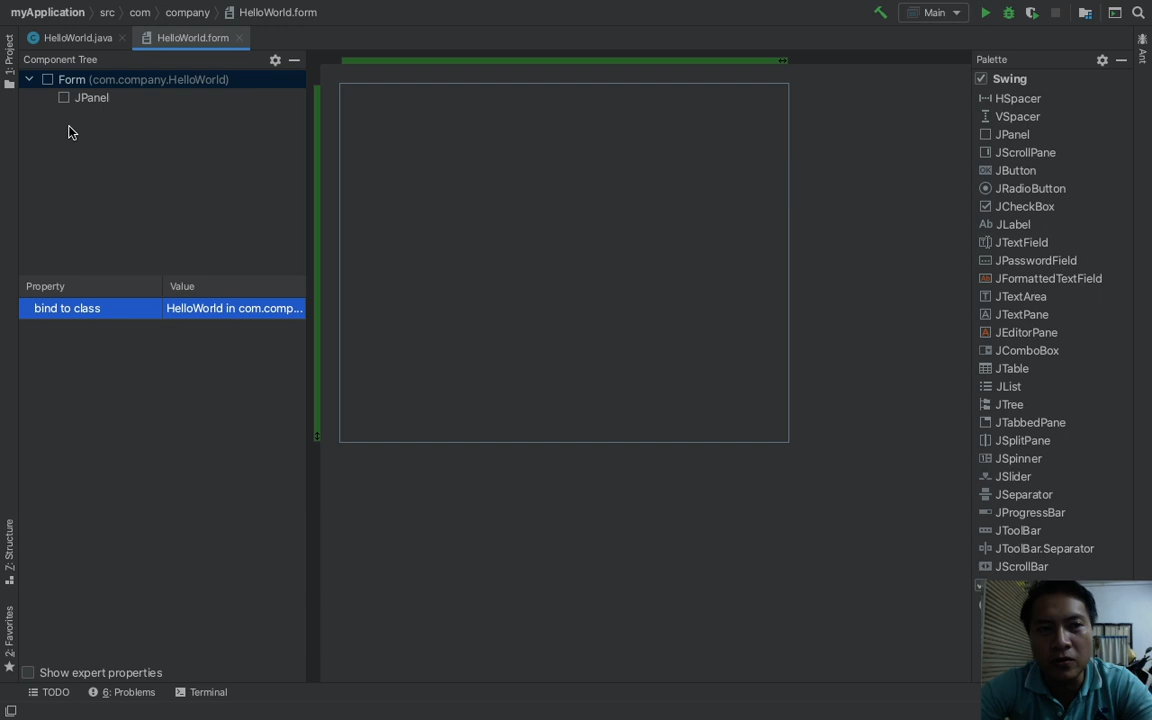 myApplication src com company HelloWorld.form Main
HelloWorld.java HelloWorld.form
1: Project
Component Tree
Form (com.company.HelloWorld)
JPanel
Property Value
bind to class HelloWorld in com.comp...
Show expert properties
Z: Structure
2: Favorites
Palette
Swing
HSpacer
VSpacer
JPanel
JScrollPane
JButton
JRadioButton
JCheckBox
JLabel
JTextField
JPasswordField
JFormattedTextField
JTextArea
JTextPane
JEditorPane
JComboBox
JTable
JList
JTree
JTabbedPane
JSplitPane
JSpinner
JSlider
JSeparator
JProgressBar
JToolBar
JToolBar.Separator
JScrollBar
Ant
TODO 6: Problems Terminal